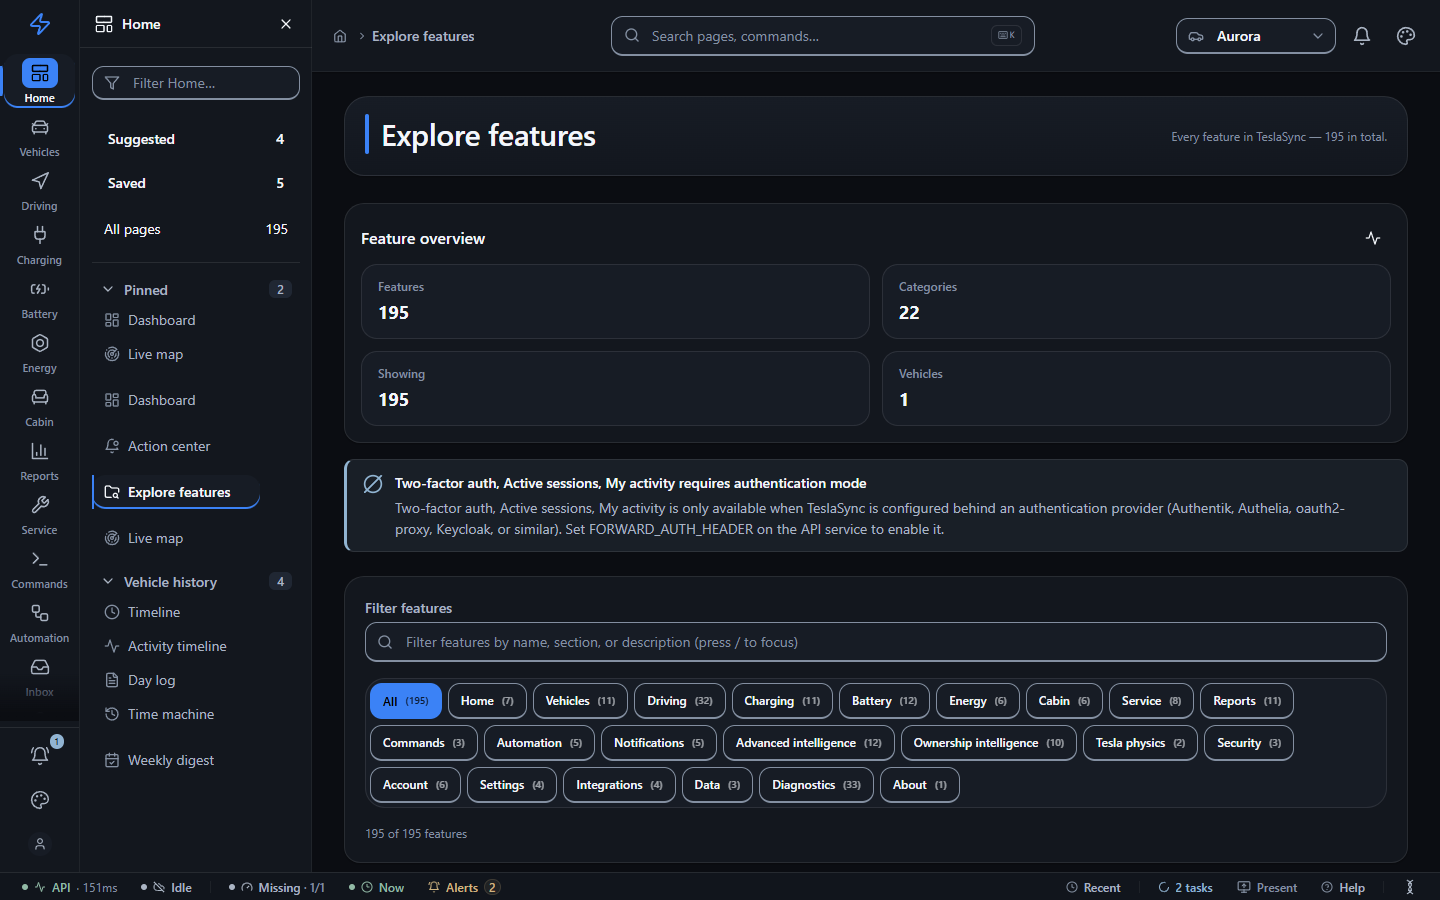 Home
Vehicles
Driving
Charging
Battery
Energy
Cabin
Reports
Service
Commands
Automation
Inbox
1
Home
Filter Home...
Suggested 4
Saved 5
All pages 195
Pinned 2
Dashboard
Live map
Dashboard
Action center
Explore features
Live map
Vehicle history 4
Timeline
Activity timeline
Day log
Time machine
Weekly digest
Explore features
Search pages, commands...
K
Aurora
Explore features
Every feature in TeslaSync — 195 in total.
Feature overview
Features
195
Categories
22
Showing
195
Vehicles
1
Two-factor auth, Active sessions, My activity requires authentication mode
Two-factor auth, Active sessions, My activity is only available when TeslaSync is configured behind an authentication provider (Authentik, Authelia, oauth2-
proxy, Keycloak, or similar). Set FORWARD_AUTH_HEADER on the API service to enable it.
Filter features
Filter features by name, section, or description (press / to focus)
All (195) Home (7) Vehicles (11) Driving (32) Charging (11) Battery (12) Energy (6) Cabin (6) Service (8) Reports (11)
Commands (3) Automation (5) Notifications (5) Advanced intelligence (12) Ownership intelligence (10) Tesla physics (2) Security (3)
Account (6) Settings (4) Integrations (4) Data (3) Diagnostics (33) About (1)
195 of 195 features
API · 151ms Idle Missing · 1/1 Now Alerts 2 Recent 2 tasks Present Help